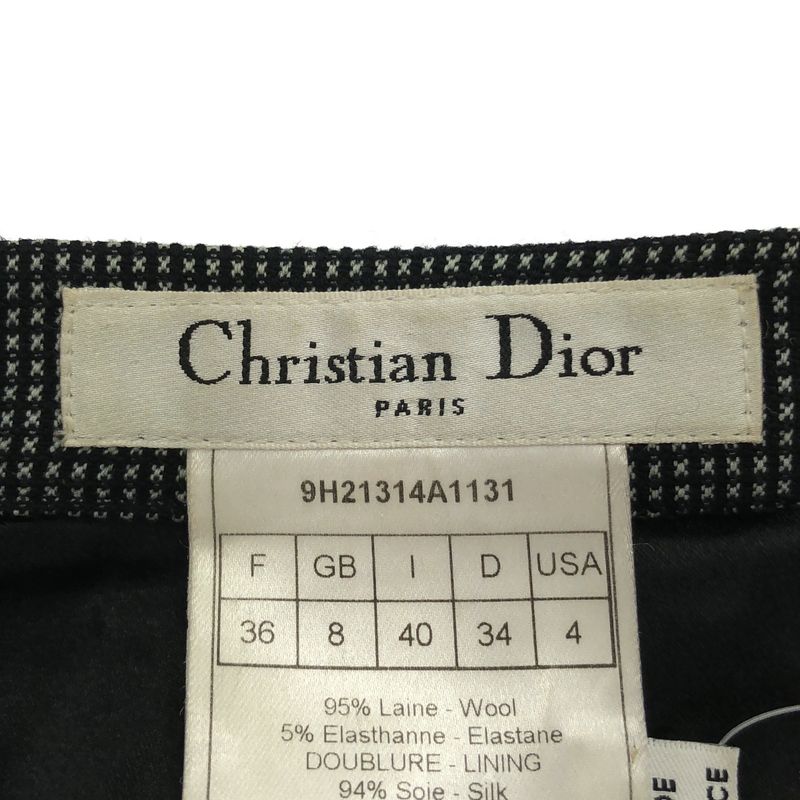 Christian Dior
PARIS
9H21314A1131
F GB I D USA
36 8 40 34 4
95% Laine - Wool
5% Elasthanne - Elastane
DOUBLURE - LINING
94% Soie - Silk